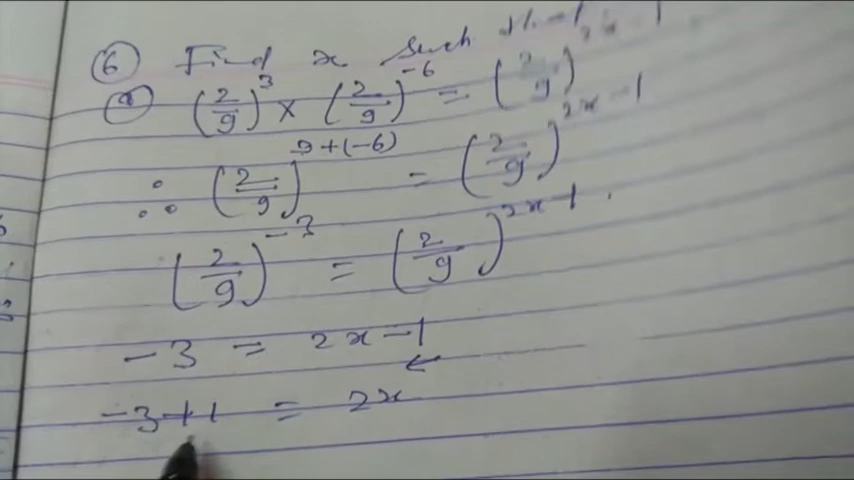 6 Find x such that
a) (2/9)^3 × (2/9)^-6 = (2/9)^2x-1
∴ (2/9)^3+(-6) = (2/9)^2x-1
(2/9)^-3 = (2/9)^2x-1
-3 = 2x-1
-3+1 = 2x